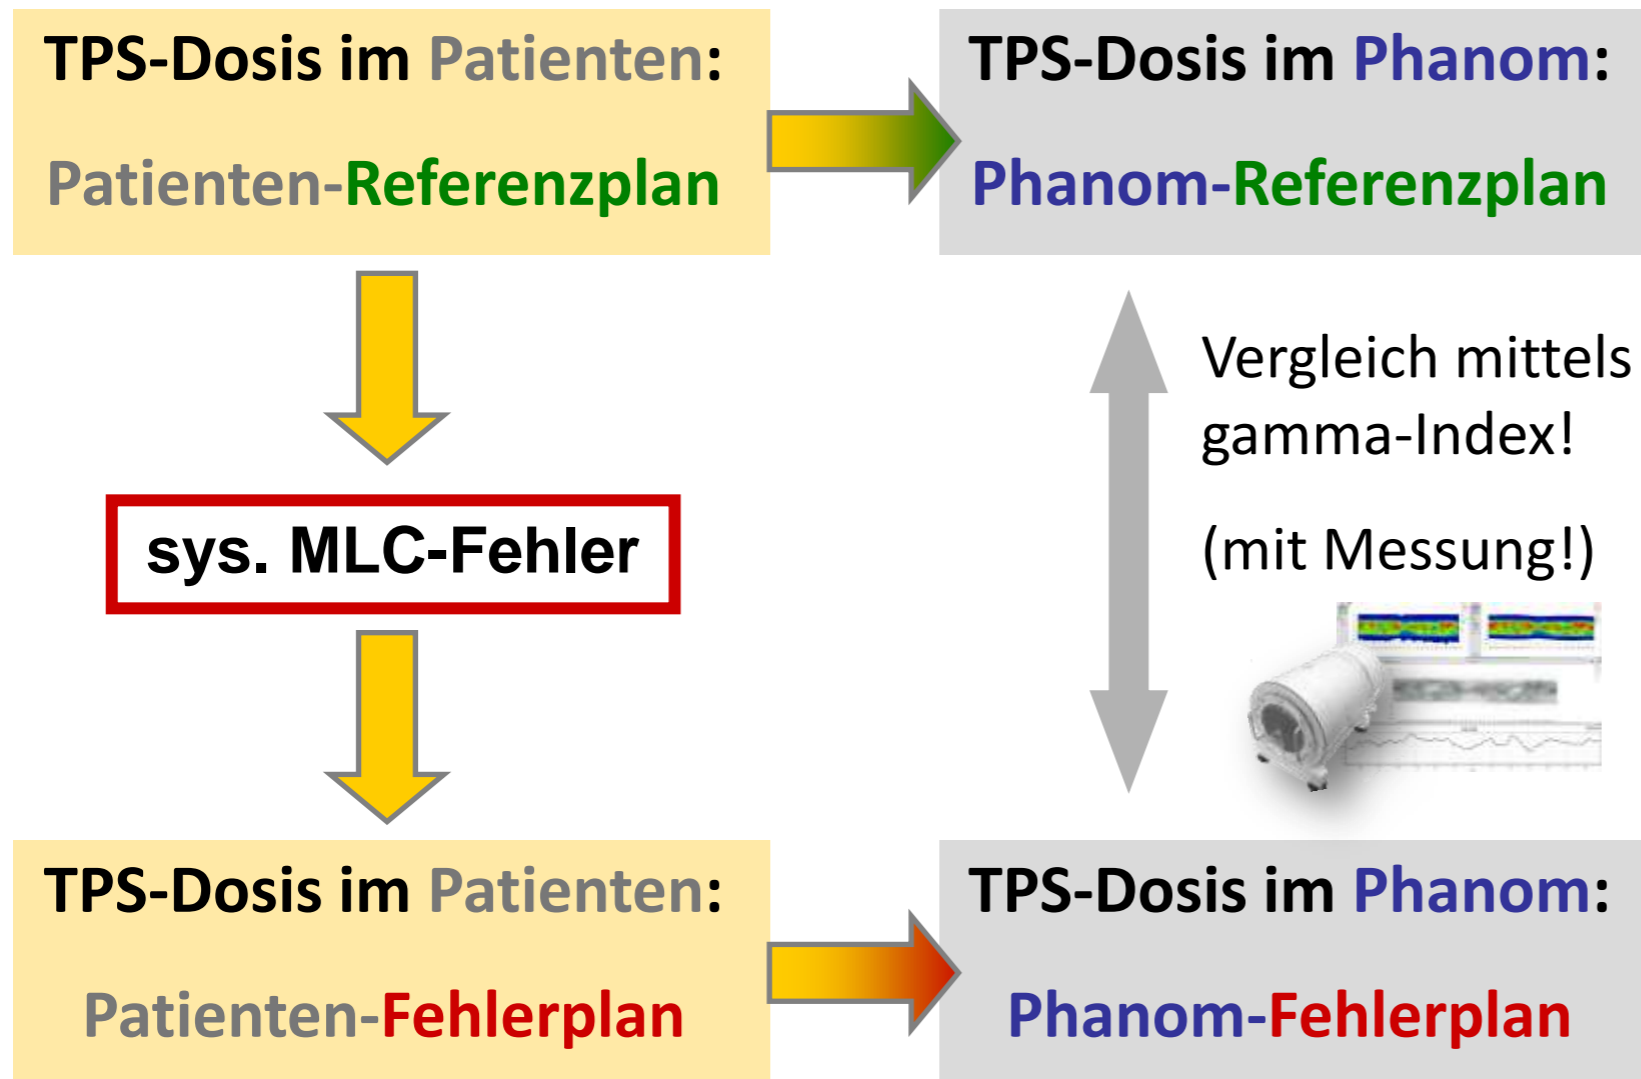 TPS-Dosis im Patienten:
Patienten-Referenzplan
TPS-Dosis im Phanom:
Phanom-Referenzplan
sys. MLC-Fehler
Vergleich mittels
gamma-Index!
(mit Messung!)
TPS-Dosis im Patienten:
Patienten-Fehlerplan
TPS-Dosis im Phanom:
Phanom-Fehlerplan